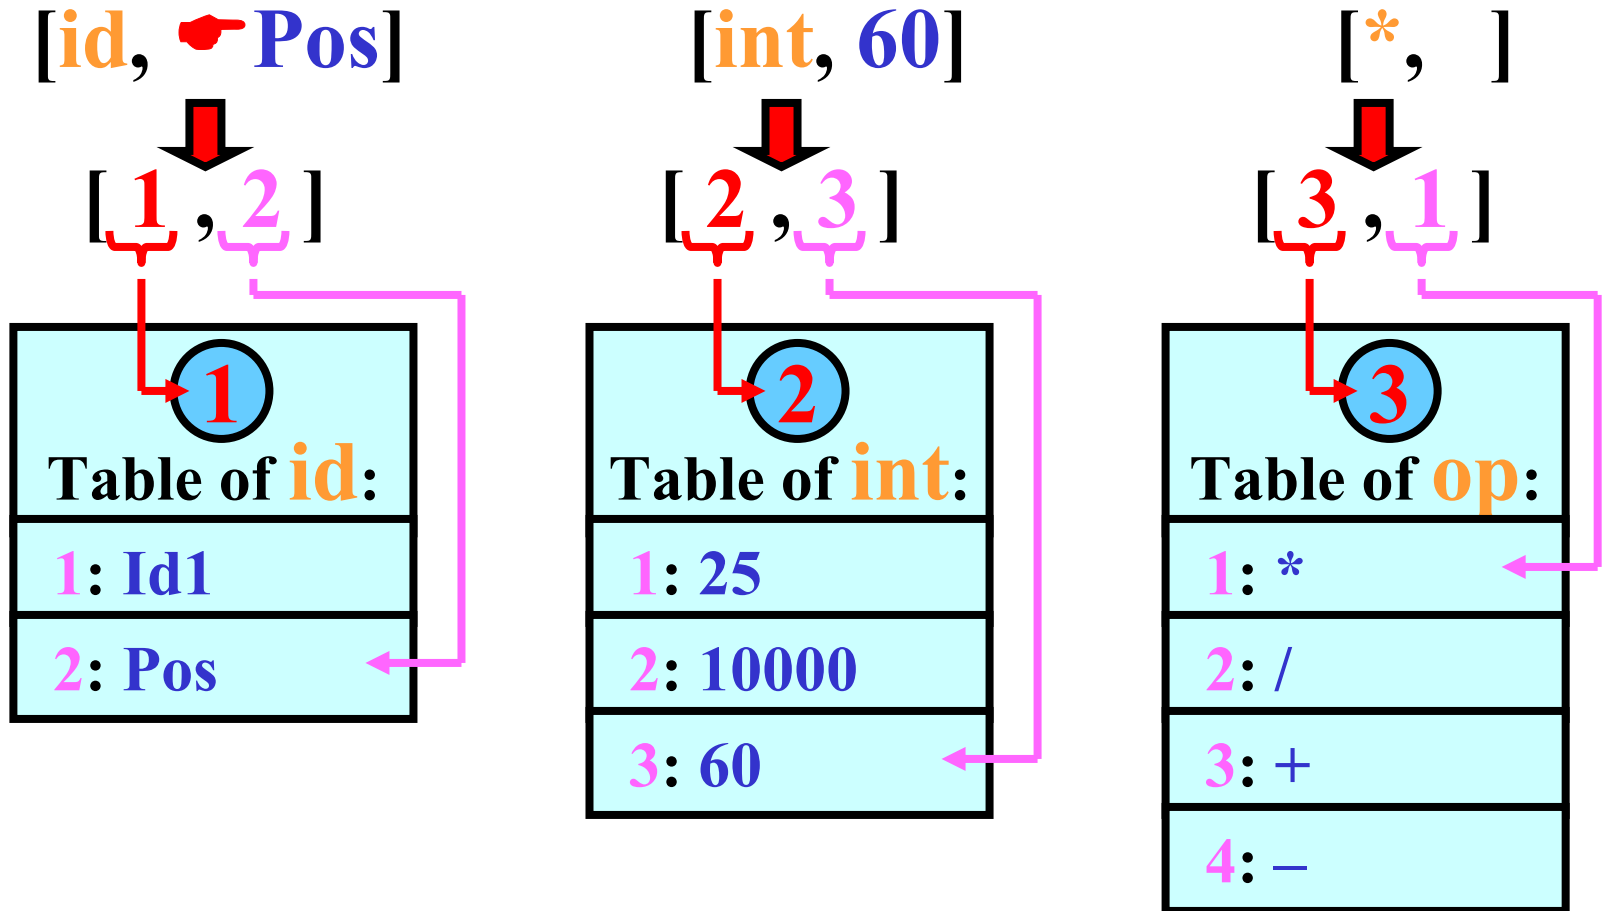 [id, ☛Pos]
[int, 60]
[*, ]
[ 1 , 2 ]
[ 2 , 3 ]
[ 3 , 1 ]
1
Table of id:
1: Id1
2: Pos
2
Table of int:
1: 25
2: 10000
3: 60
3
Table of op:
1: *
2: /
3: +
4: –